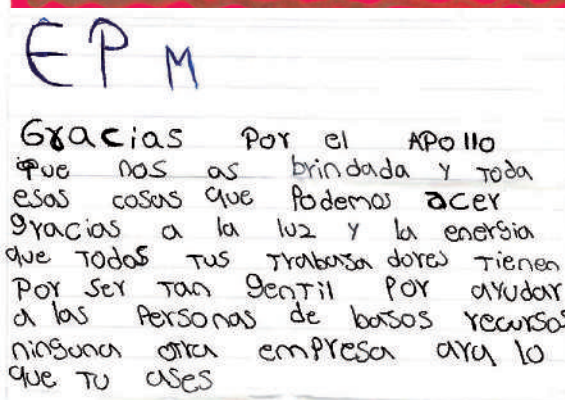 EPM
Gracias por el APOllo
que nos as brindada y toda
esas cosas que Podemos acer
gracias a la luz y la energia
que Todos Tus Trabasa dores Tienen
Por ser Tan genTil por ayudar
a las Personas de basos recursos
ninguna otra empresa ara lo
que Tu ases